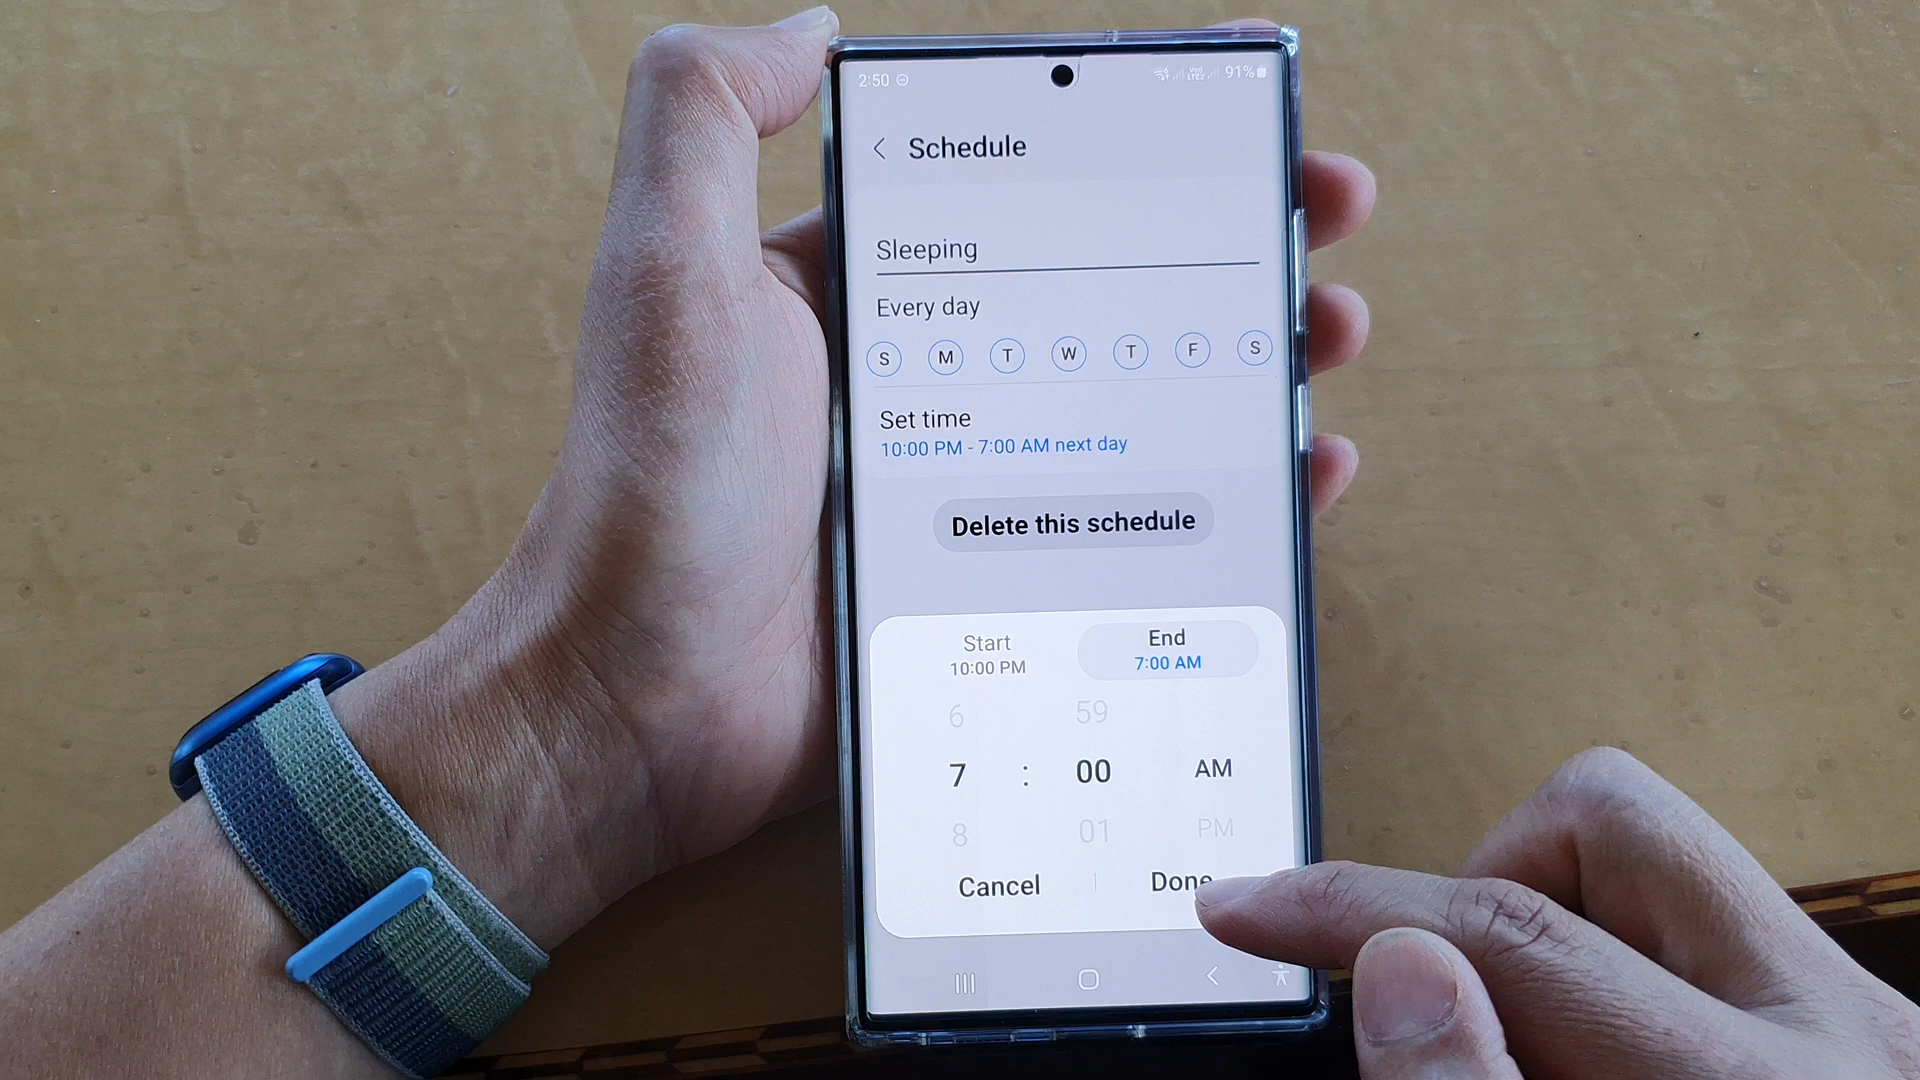 2:50
91%
Schedule
Sleeping
Every day
S M T W T F S
Set time
10:00 PM - 7:00 AM next day
Delete this schedule
Start End
10:00 PM 7:00 AM
6 59
7 : 00 AM
8 01 PM
Cancel Done